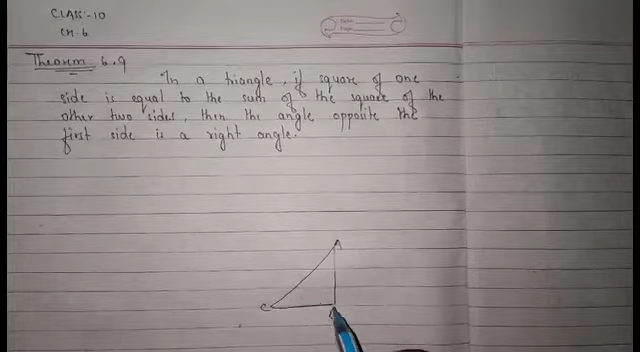 CLASS:-10
CH. 6
Theorem 6.9
In a triangle, if square of one
side is equal to the sum of the square of the
other two sides, then the angle opposite the
first side is a right angle.
A
C